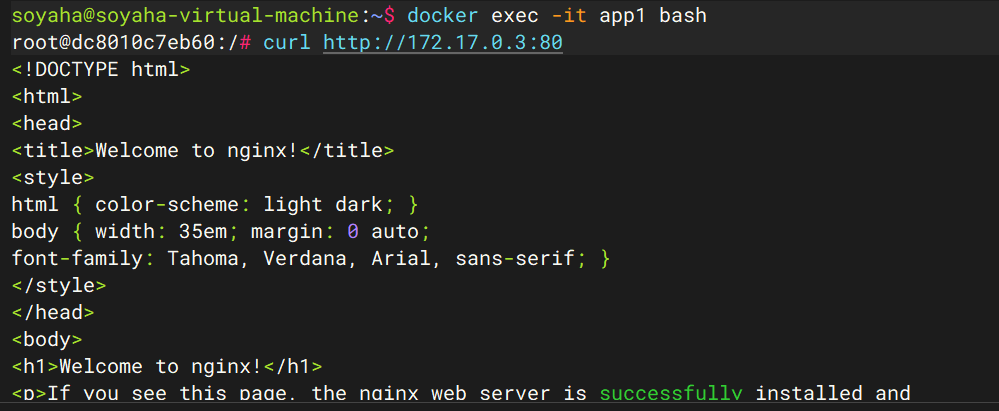 soyaha@soyaha-virtual-machine:~$ docker exec -it app1 bash
root@dc8010c7eb60:/# curl http://172.17.0.3:80
<!DOCTYPE html>
<html>
<head>
<title>Welcome to nginx!</title>
<style>
html { color-scheme: light dark; }
body { width: 35em; margin: 0 auto;
font-family: Tahoma, Verdana, Arial, sans-serif; }
</style>
</head>
<body>
<h1>Welcome to nginx!</h1>
<p>If you see this page, the nginx web server is successfully installed and